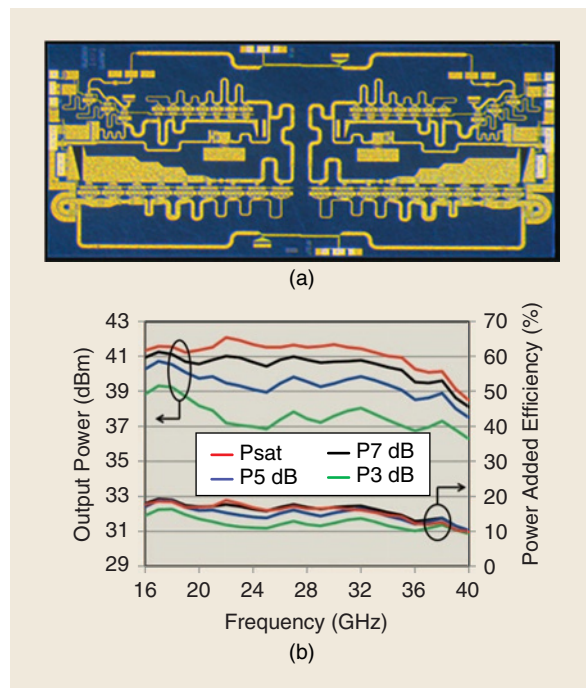 (a)
43
41
39
37
35
33
31
29
Output Power (dBm)
70
60
50
40
30
20
10
0
Power Added Efficiency (%)
Psat P7 dB
P5 dB P3 dB
16 20 24 28 32 36 40
Frequency (GHz)
(b)